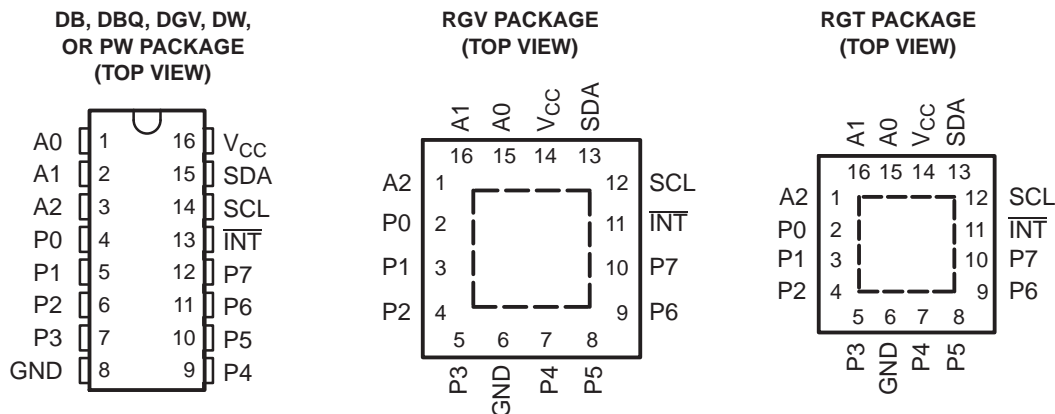 DB, DBQ, DGV, DW,
OR PW PACKAGE
(TOP VIEW)
A0 1 16 VCC
A1 2 15 SDA
A2 3 14 SCL
P0 4 13 INT
P1 5 12 P7
P2 6 11 P6
P3 7 10 P5
GND 8 9 P4
RGV PACKAGE
(TOP VIEW)
A1 A0 VCC SDA
16 15 14 13
A2 1 12 SCL
P0 2 11 INT
P1 3 10 P7
P2 4 9 P6
5 6 7 8
P3 GND P4 P5
RGT PACKAGE
(TOP VIEW)
A1 A0 VCC SDA
16 15 14 13
A2 1 12 SCL
P0 2 11 INT
P1 3 10 P7
P2 4 9 P6
5 6 7 8
P3 GND P4 P5